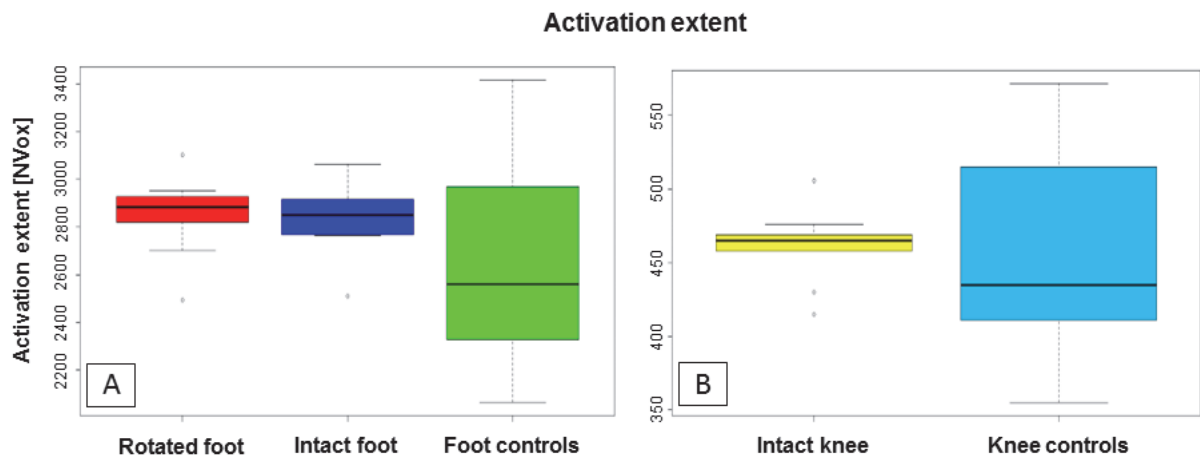 Activation extent
Activation extent [NVox]
3400
3200
3000
2800
2600
2400
2200
A
Rotated foot
Intact foot
Foot controls
550
500
450
400
350
B
Intact knee
Knee controls